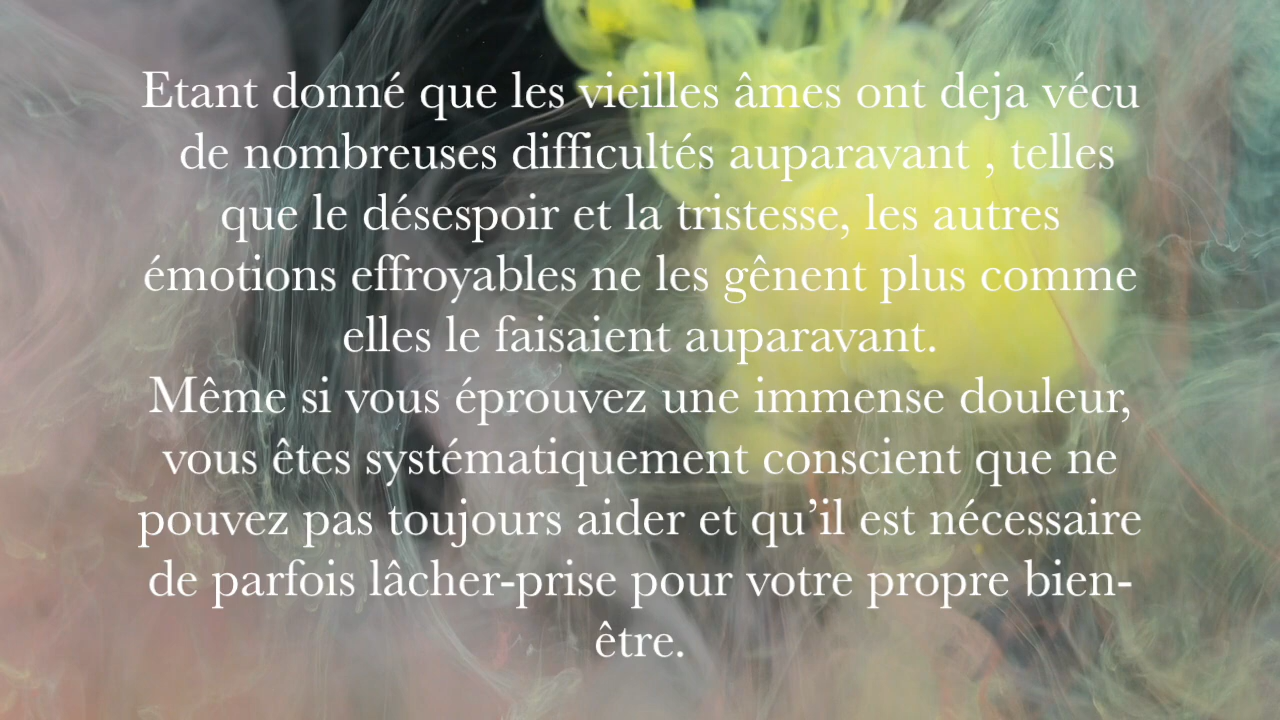 Etant donné que les vieilles âmes ont deja vécu
de nombreuses difficultés auparavant , telles
que le désespoir et la tristesse, les autres
émotions effroyables ne les gênent plus comme
elles le faisaient auparavant.
Même si vous éprouvez une immense douleur,
vous êtes systématiquement conscient que ne
pouvez pas toujours aider et qu’il est nécessaire
de parfois lâcher-prise pour votre propre bien-
être.